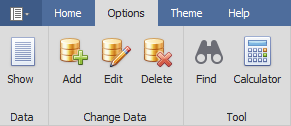 Home Options Theme Help
Show Add Edit Delete Find Calculator
Data Change Data Tool